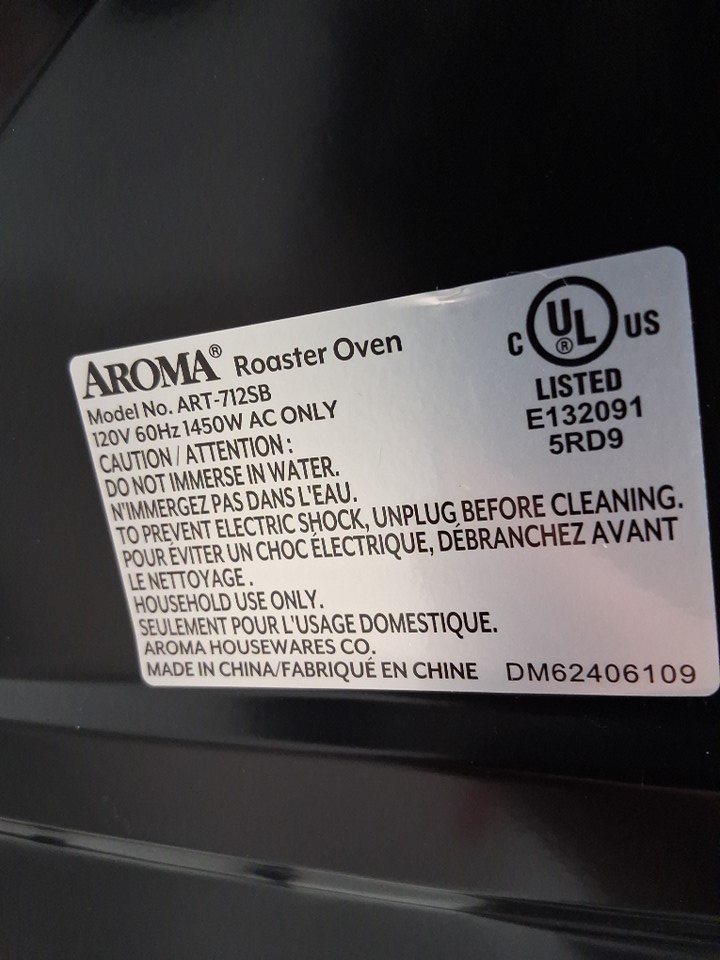 AROMA® Roaster Oven
Model No. ART-712SB
120V 60Hz 1450W AC ONLY
C UL® US
LISTED
E132091
5RD9
CAUTION / ATTENTION :
DO NOT IMMERSE IN WATER.
N'IMMERGEZ PAS DANS L'EAU.
TO PREVENT ELECTRIC SHOCK, UNPLUG BEFORE CLEANING.
POUR ÉVITER UN CHOC ÉLECTRIQUE, DÉBRANCHEZ AVANT
LE NETTOYAGE .
HOUSEHOLD USE ONLY.
SEULEMENT POUR L'USAGE DOMESTIQUE.
AROMA HOUSEWARES CO.
MADE IN CHINA/FABRIQUÉ EN CHINE DM62406109